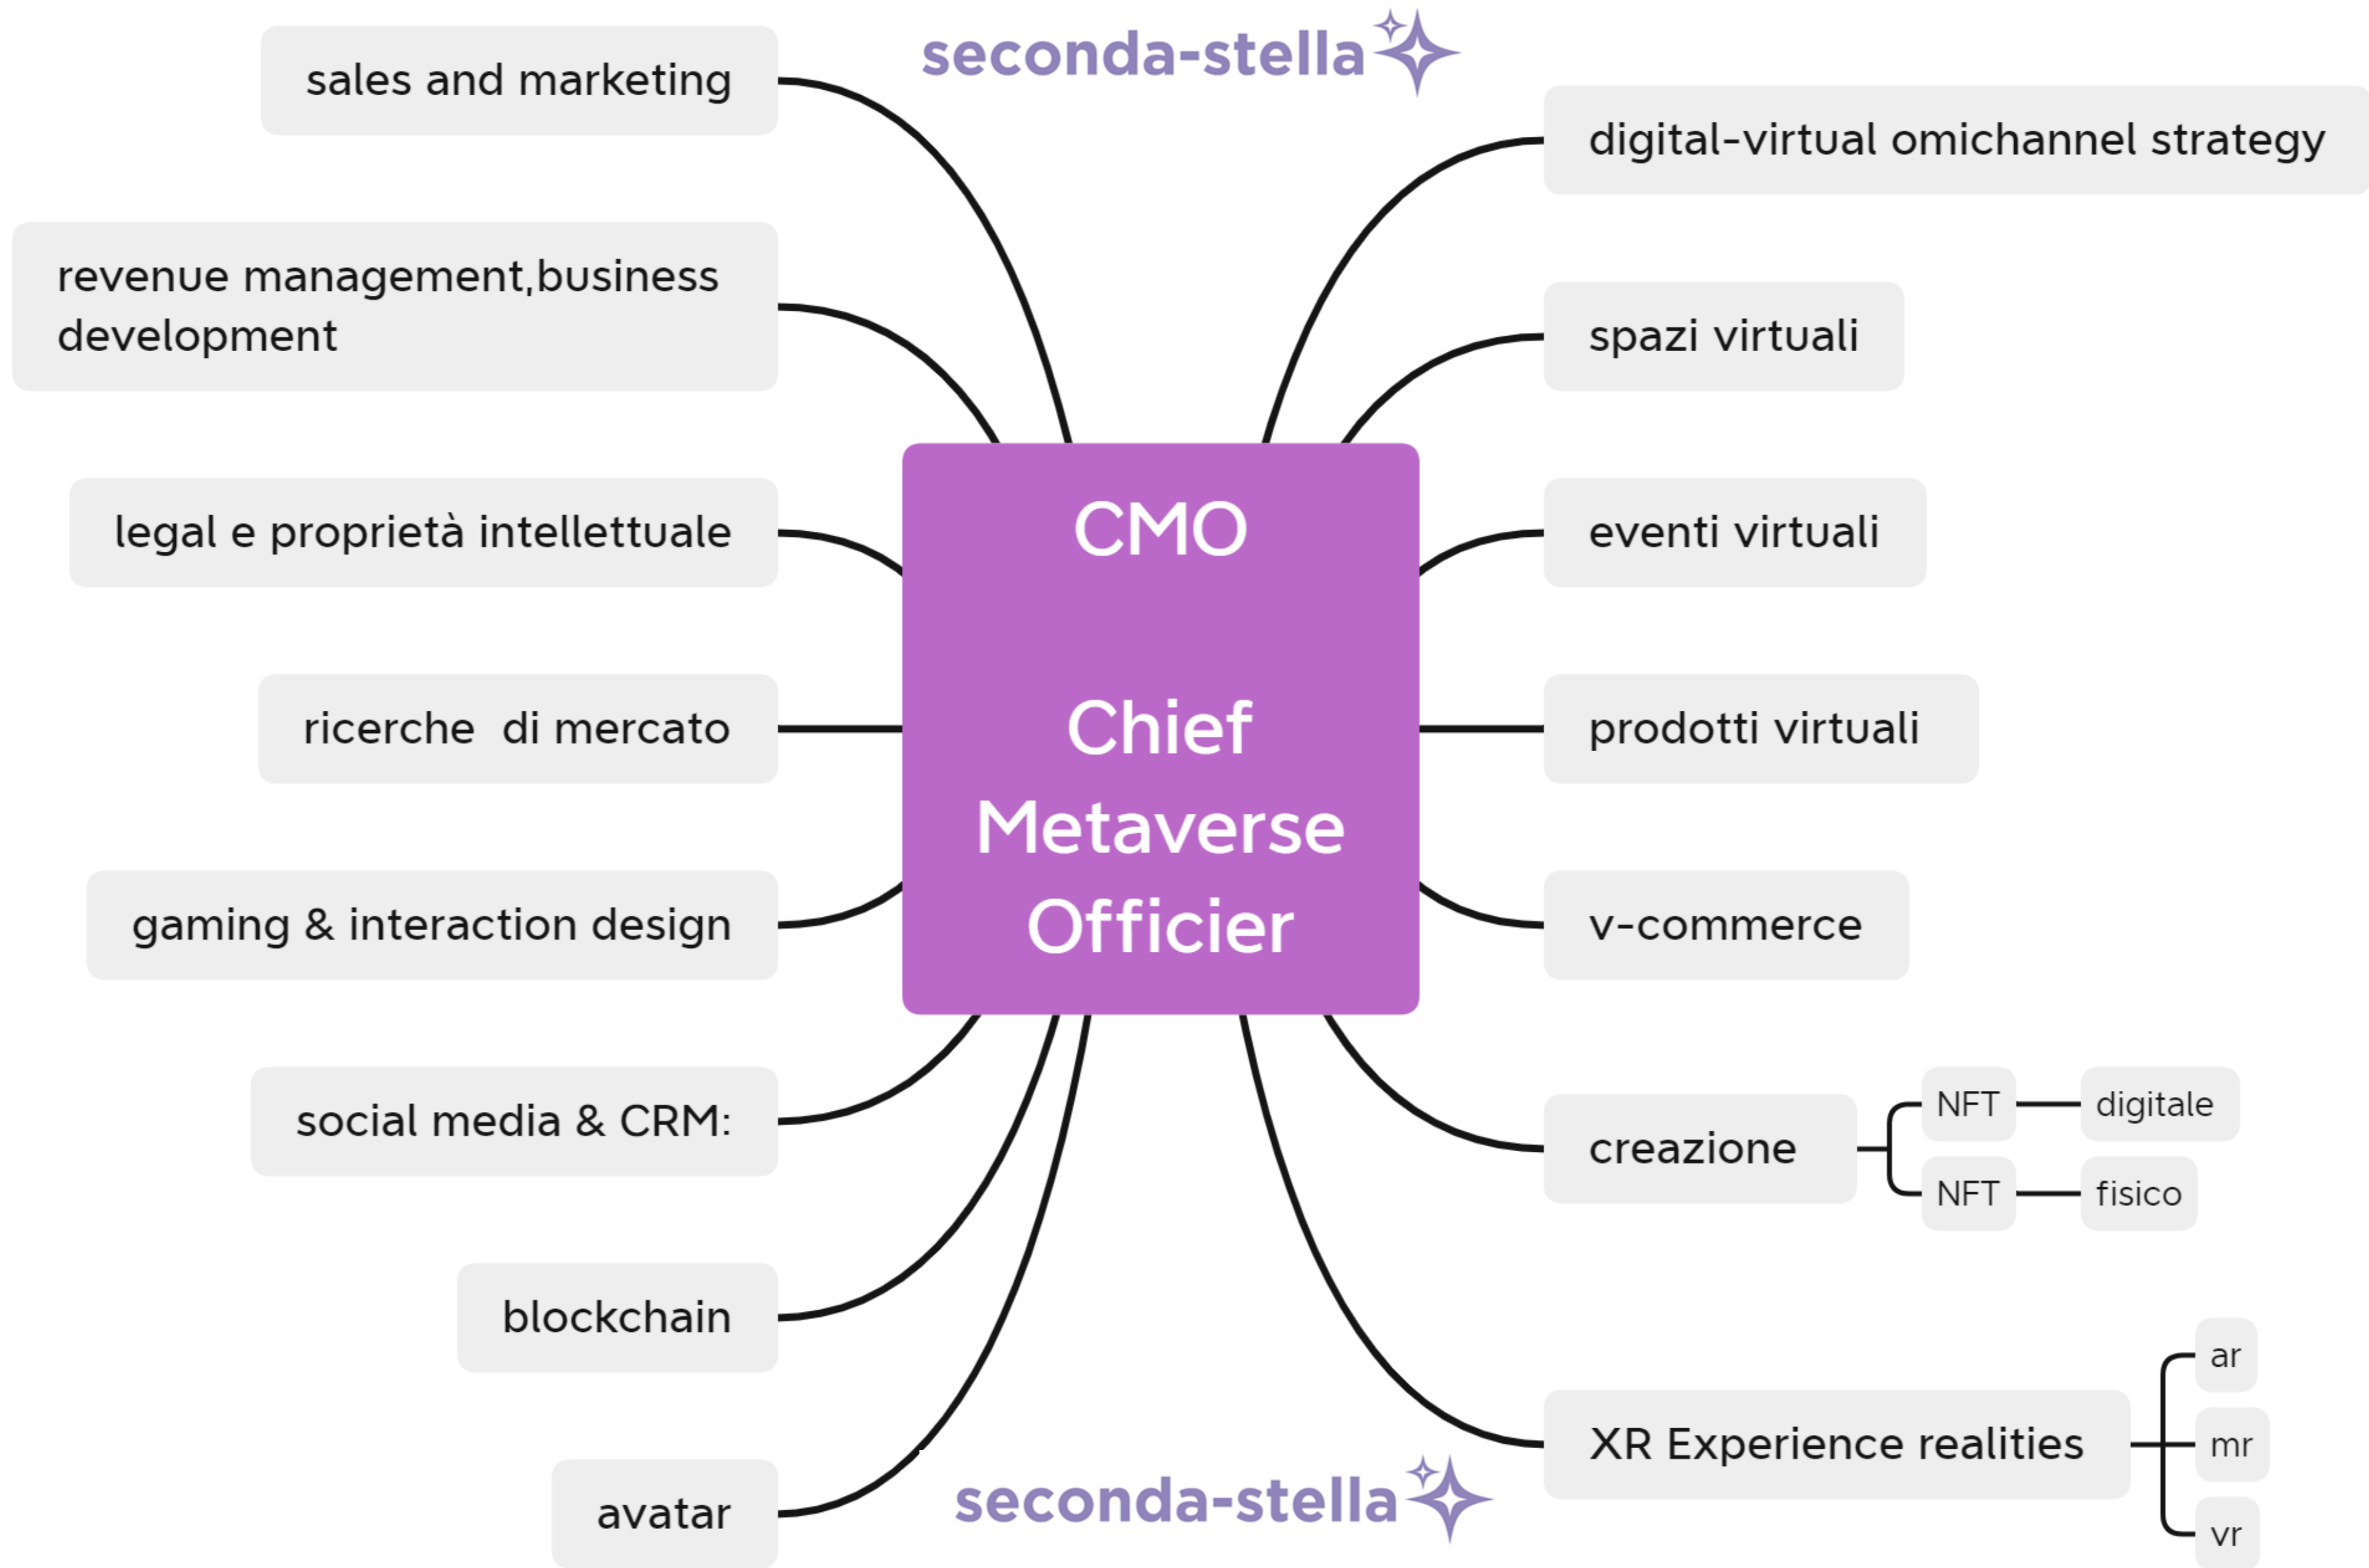 seconda-stella
sales and marketing
revenue management,business
development
legal e proprietà intellettuale
ricerche  di mercato
gaming & interaction design
social media & CRM:
blockchain
avatar
CMO
Chief
Metaverse
Officier
digital-virtual omichannel strategy
spazi virtuali
eventi virtuali
prodotti virtuali
v-commerce
creazione
NFT
digitale
NFT
fisico
XR Experience realities
ar
mr
vr
seconda-stella